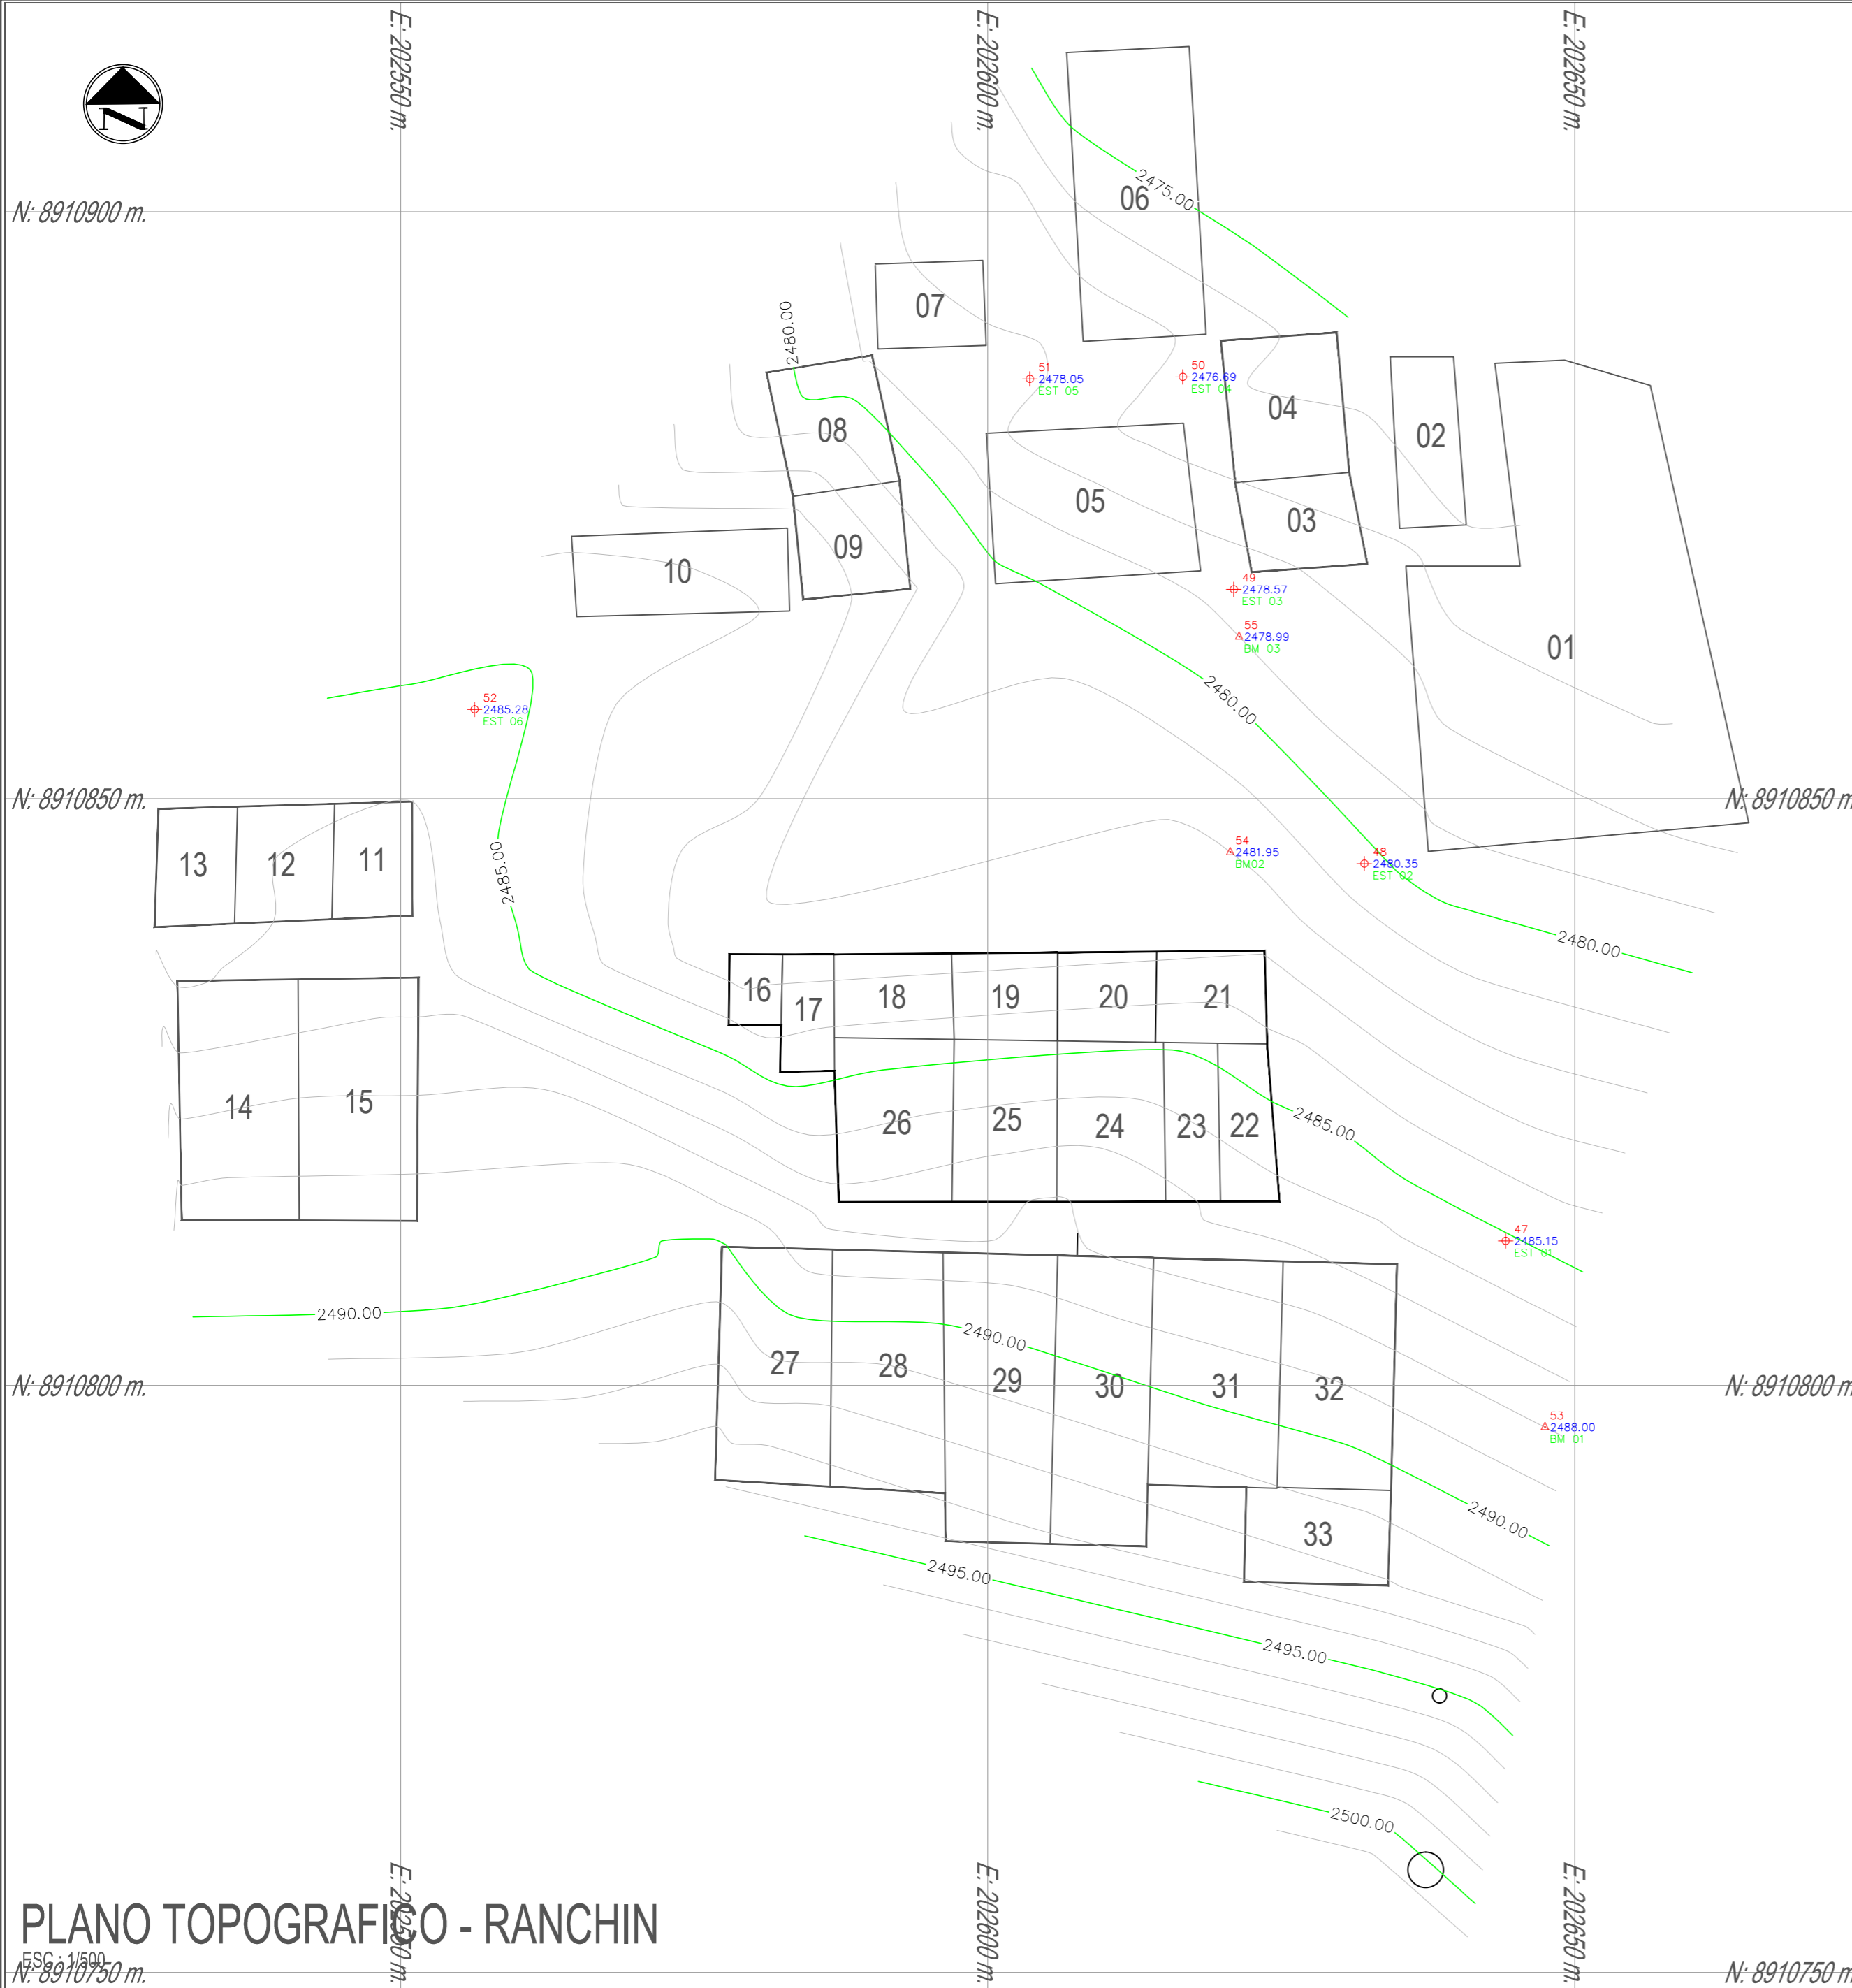 E: 202550 m.
E: 202600 m.
E: 202650 m.
N
2475.00
06
N: 8910900 m.
07
2480.00
51
2478.05
EST 05
50
2476.69
EST 04
04
08
02
05
03
09
10
49
2478.57
EST 03
55
2478.99
BM 03
01
2480.00
52
2485.28
EST 06
N: 8910850 m.
N: 8910850 m.
13
12
11
54
2481.95
BM02
48
2480.35
EST 02
2485.00
2480.00
16
17
18
19
20
21
14
15
26
25
24
23
22
2485.00
47
2485.15
EST 01
2490.00
2490.00
27
28
29
30
31
32
N: 8910800 m.
N: 8910800 m.
53
2488.00
BM 01
2490.00
33
2495.00
2495.00
2500.00
E: 202550 m.
E: 202600 m.
E: 202650 m.
PLANO TOPOGRAFICO - RANCHIN
ESC : 1/500
N: 8910750 m.
N: 8910750 m